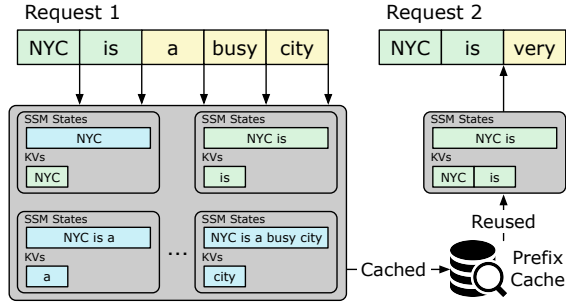 Request 1
NYC is a busy city
SSM States
NYC
KVs
NYC
SSM States
NYC is
KVs
is
SSM States
NYC is a
KVs
a
...
SSM States
NYC is a busy city
KVs
city
Cached
Request 2
NYC is very
SSM States
NYC is
KVs
NYC is
Reused
Prefix
Cache